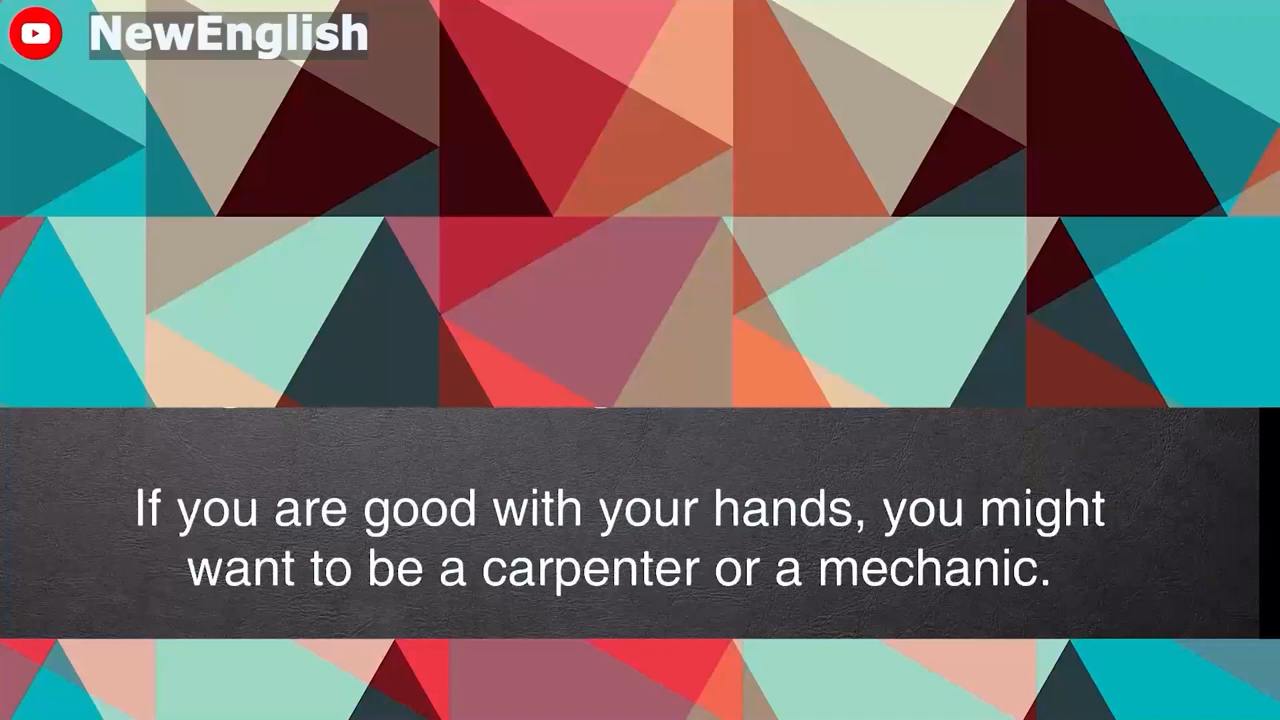 NewEnglish
If you are good with your hands, you might
want to be a carpenter or a mechanic.